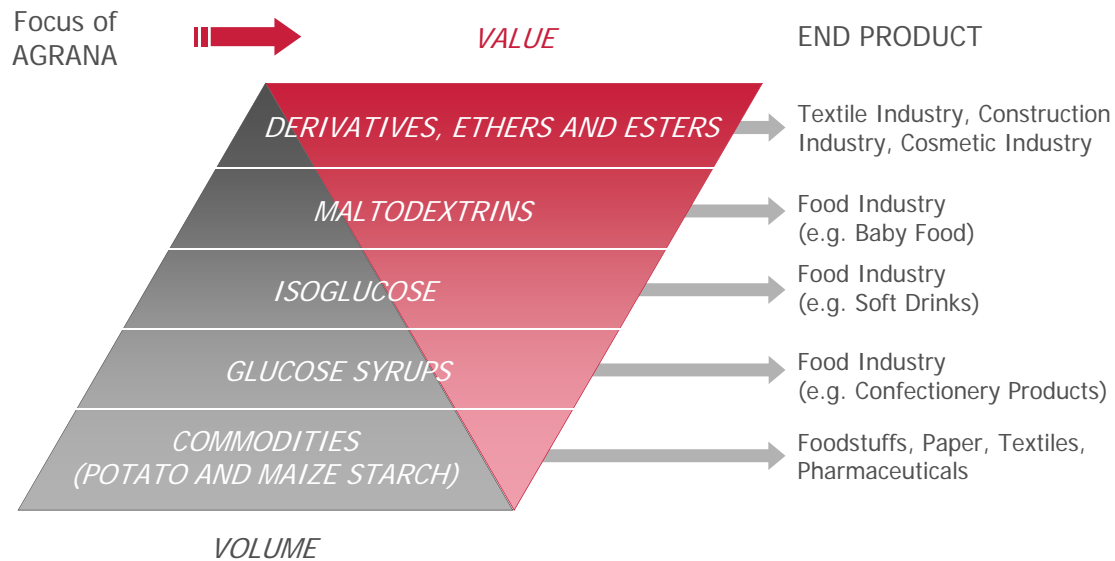 Focus of
AGRANA
VALUE
END PRODUCT
DERIVATIVES, ETHERS AND ESTERS
Textile Industry, Construction
Industry, Cosmetic Industry
MALTODEXTRINS
Food Industry
(e.g. Baby Food)
ISOGLUCOSE
Food Industry
(e.g. Soft Drinks)
GLUCOSE SYRUPS
Food Industry
(e.g. Confectionery Products)
COMMODITIES
(POTATO AND MAIZE STARCH)
Foodstuffs, Paper, Textiles,
Pharmaceuticals
VOLUME